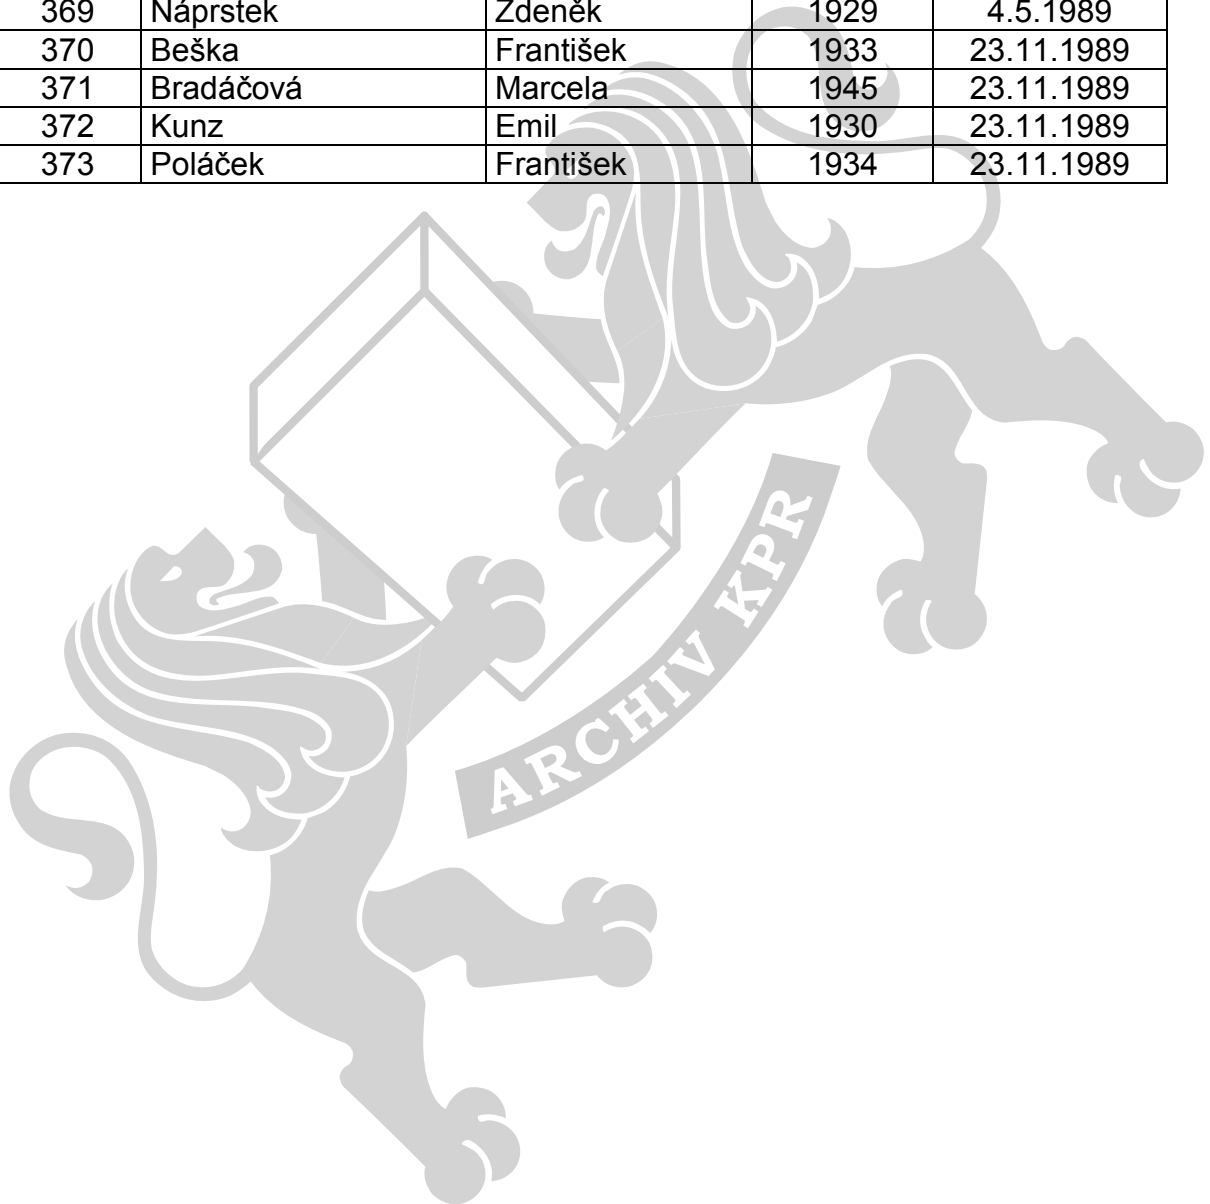 369 Náprstek Zdeněk 1929 4.5.1989
370 Beška František 1933 23.11.1989
371 Bradáčová Marcela 1945 23.11.1989
372 Kunz Emil 1930 23.11.1989
373 Poláček František 1934 23.11.1989
ARCHIV KPR